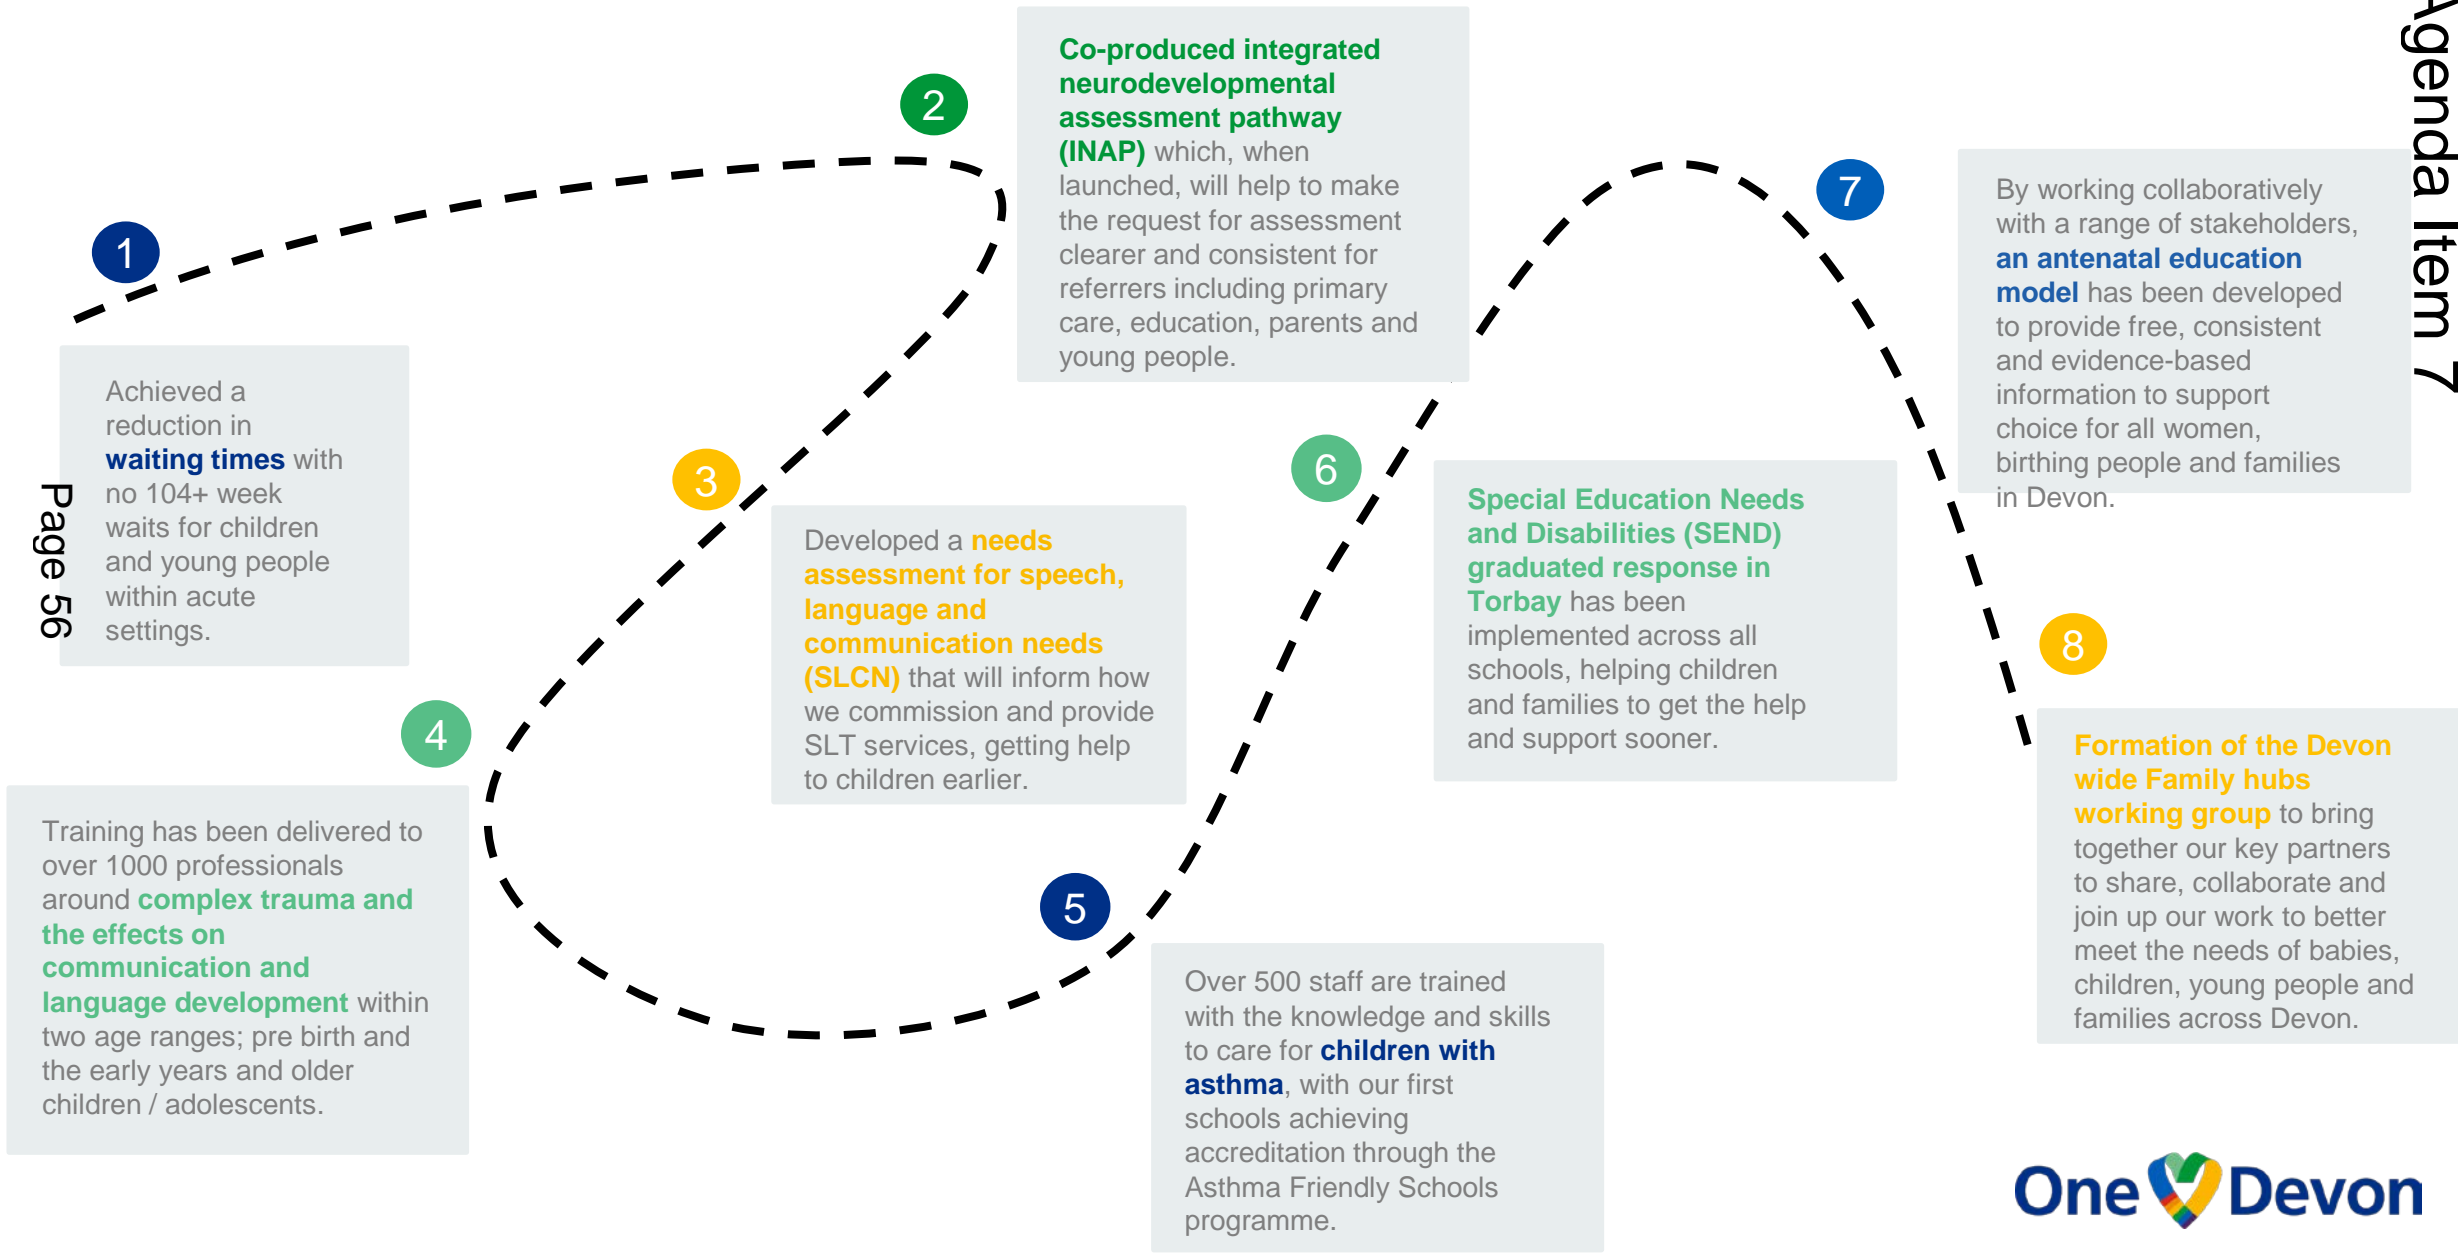 Agenda Item 7
Page 56
1
Achieved a
reduction in
waiting times with
no 104+ week
waits for children
and young people
within acute
settings.
2
Co-produced integrated
neurodevelopmental
assessment pathway
(INAP) which, when
launched, will help to make
the request for assessment
clearer and consistent for
referrers including primary
care, education, parents and
young people.
3
Developed a needs
assessment for speech,
language and
communication needs
(SLCN) that will inform how
we commission and provide
SLT services, getting help
to children earlier.
4
Training has been delivered to
over 1000 professionals
around complex trauma and
the effects on
communication and
language development within
two age ranges; pre birth and
the early years and older
children / adolescents.
5
Over 500 staff are trained
with the knowledge and skills
to care for children with
asthma, with our first
schools achieving
accreditation through the
Asthma Friendly Schools
programme.
6
Special Education Needs
and Disabilities (SEND)
graduated response in
Torbay has been
implemented across all
schools, helping children
and families to get the help
and support sooner.
7
By working collaboratively
with a range of stakeholders,
an antenatal education
model has been developed
to provide free, consistent
and evidence-based
information to support
choice for all women,
birthing people and families
in Devon.
8
Formation of the Devon
wide Family hubs
working group to bring
together our key partners
to share, collaborate and
join up our work to better
meet the needs of babies,
children, young people and
families across Devon.
One Devon